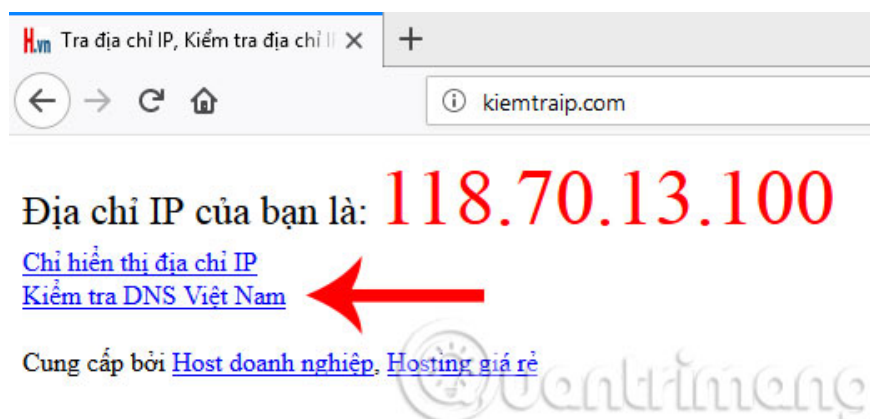 H.vn Tra địa chỉ IP, Kiểm tra địa chỉ I
kiemtraip.com
Địa chỉ IP của bạn là: 118.70.13.100
Chỉ hiển thị địa chỉ IP
Kiểm tra DNS Việt Nam
Cung cấp bởi Host doanh nghiệp, Hosting giá rẻ
Quantrimang